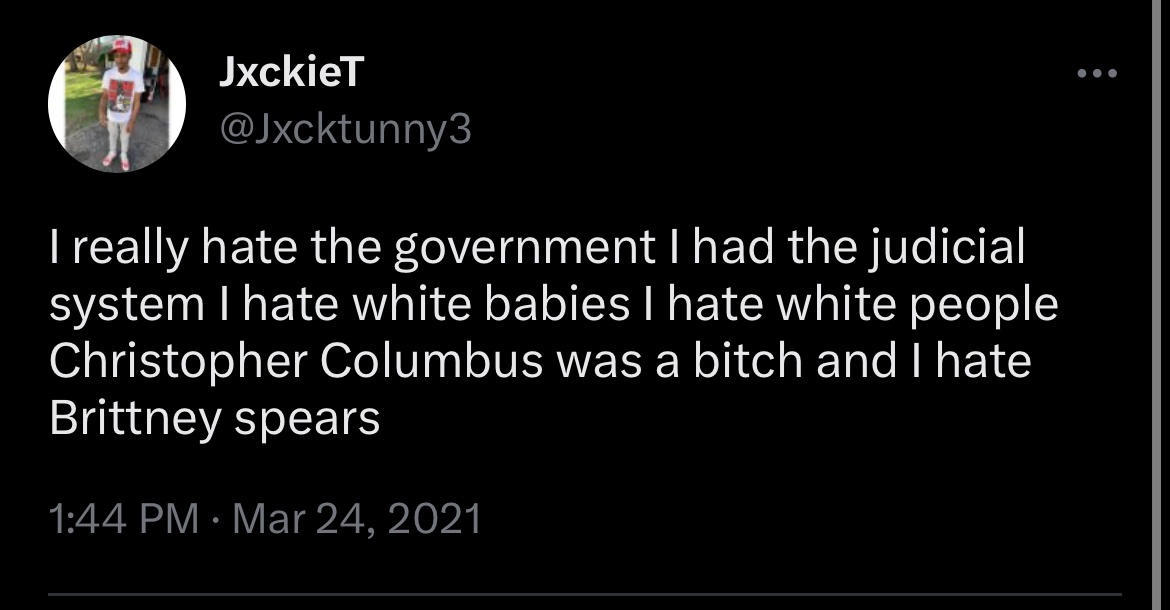 JxckieT
@Jxcktunny3
I really hate the government I had the judicial
system I hate white babies I hate white people
Christopher Columbus was a bitch and I hate
Brittney spears
1:44 PM · Mar 24, 2021